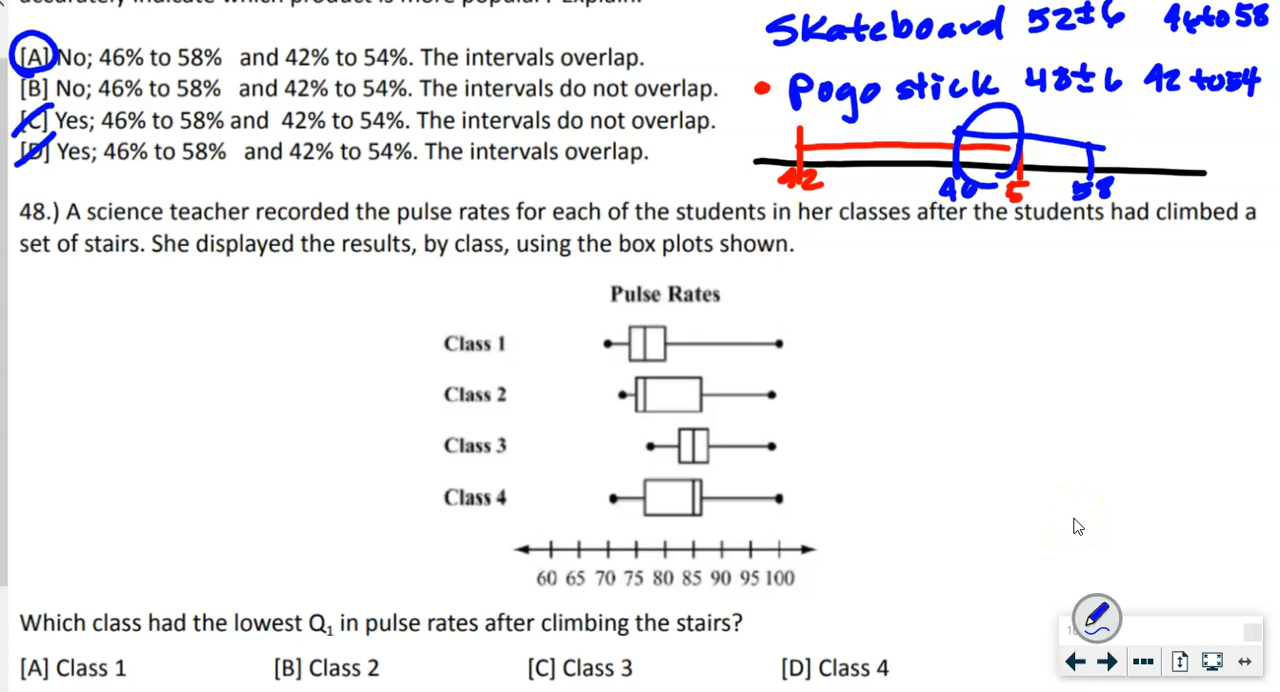 Skateboard 52±6 46 to 58
[A] No; 46% to 58% and 42% to 54%. The intervals overlap.
[B] No; 46% to 58% and 42% to 54%. The intervals do not overlap.
• Pogo stick 48±6 42 to 54
[C] Yes; 46% to 58% and 42% to 54%. The intervals do not overlap.
[D] Yes; 46% to 58% and 42% to 54%. The intervals overlap.
42 5 58
48.) A science teacher recorded the pulse rates for each of the students in her classes after the students had climbed a
set of stairs. She displayed the results, by class, using the box plots shown.
Pulse Rates
Class 1
Class 2
Class 3
Class 4
60 65 70 75 80 85 90 95 100
Which class had the lowest Q₁ in pulse rates after climbing the stairs?
[A] Class 1 [B] Class 2 [C] Class 3 [D] Class 4